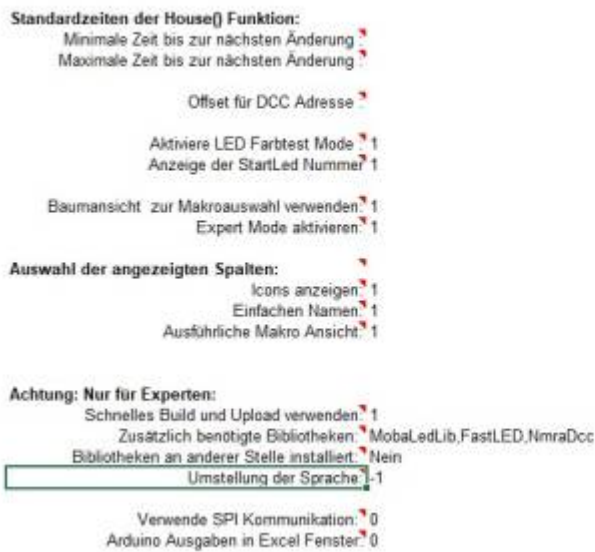 Standardzeiten der House() Funktion:
Minimale Zeit bis zur nächsten Änderung :
Maximale Zeit bis zur nächsten Änderung :
Offset für DCC Adresse :
Aktiviere LED Farbtest Mode : 1
Anzeige der StartLed Nummer 1
Baumansicht zur Makroauswahl verwenden: 1
Expert Mode aktivieren: 1
Auswahl der angezeigten Spalten:
Icons anzeigen: 1
Einfachen Namen: 1
Ausführliche Makro Ansicht: 1
Achtung: Nur für Experten:
Schnelles Build und Upload verwenden: 1
Zusätzlich benötigte Bibliotheken: MobaLedLib,FastLED,NmraDcc
Bibliotheken an anderer Stelle installiert: Nein
Umstellung der Sprache: -1
Verwende SPI Kommunikation: 0
Arduino Ausgaben in Excel Fenster: 0